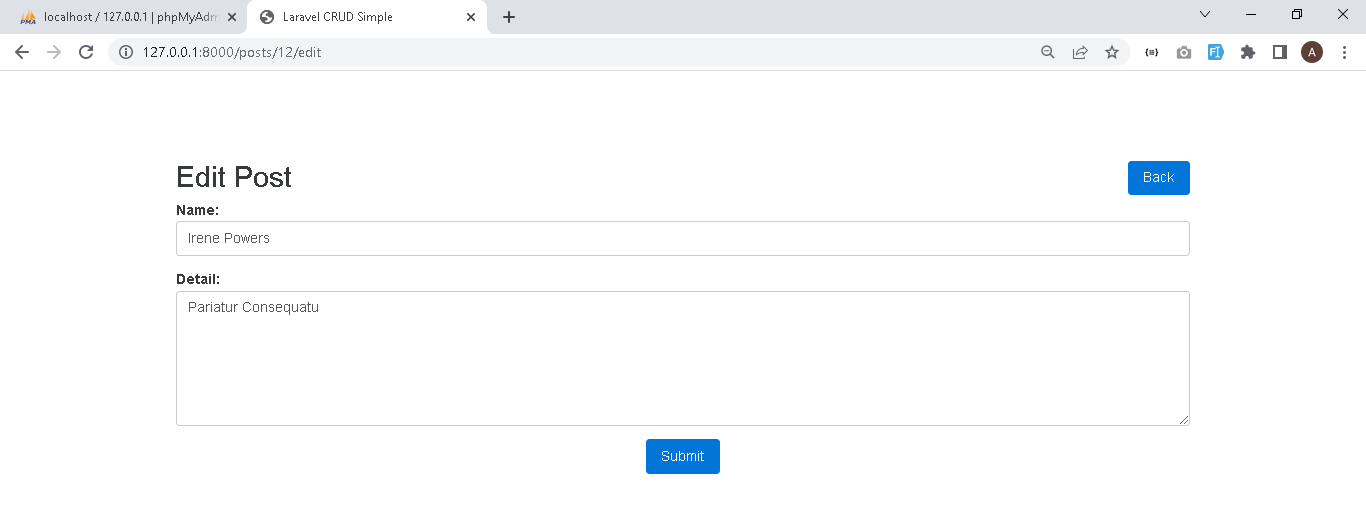 PMA localhost / 127.0.0.1 | phpMyAdm
Laravel CRUD Simple
127.0.0.1:8000/posts/12/edit
A
Edit Post
Back
Name:
Irene Powers
Detail:
Pariatur Consequatu
Submit